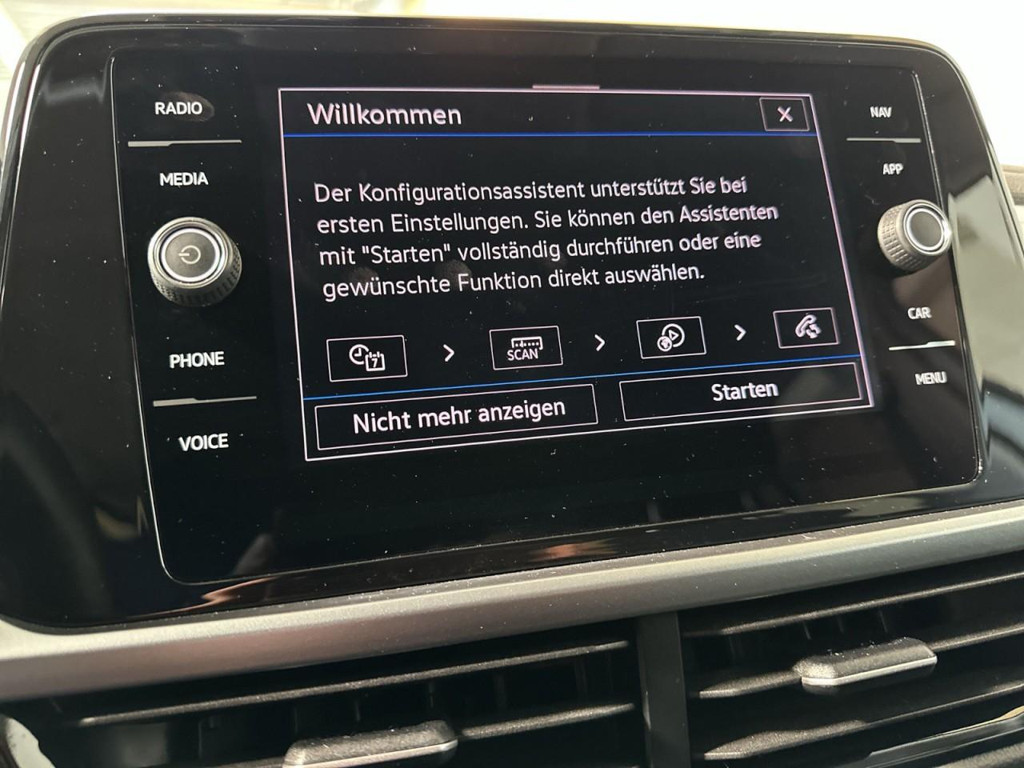 RADIO
MEDIA
PHONE
VOICE
Willkommen
X
Der Konfigurationsassistent unterstützt Sie bei
ersten Einstellungen. Sie können den Assistenten
mit "Starten" vollständig durchführen oder eine
gewünschte Funktion direkt auswählen.
7
SCAN
Nicht mehr anzeigen
Starten
NAV
APP
CAR
MENU